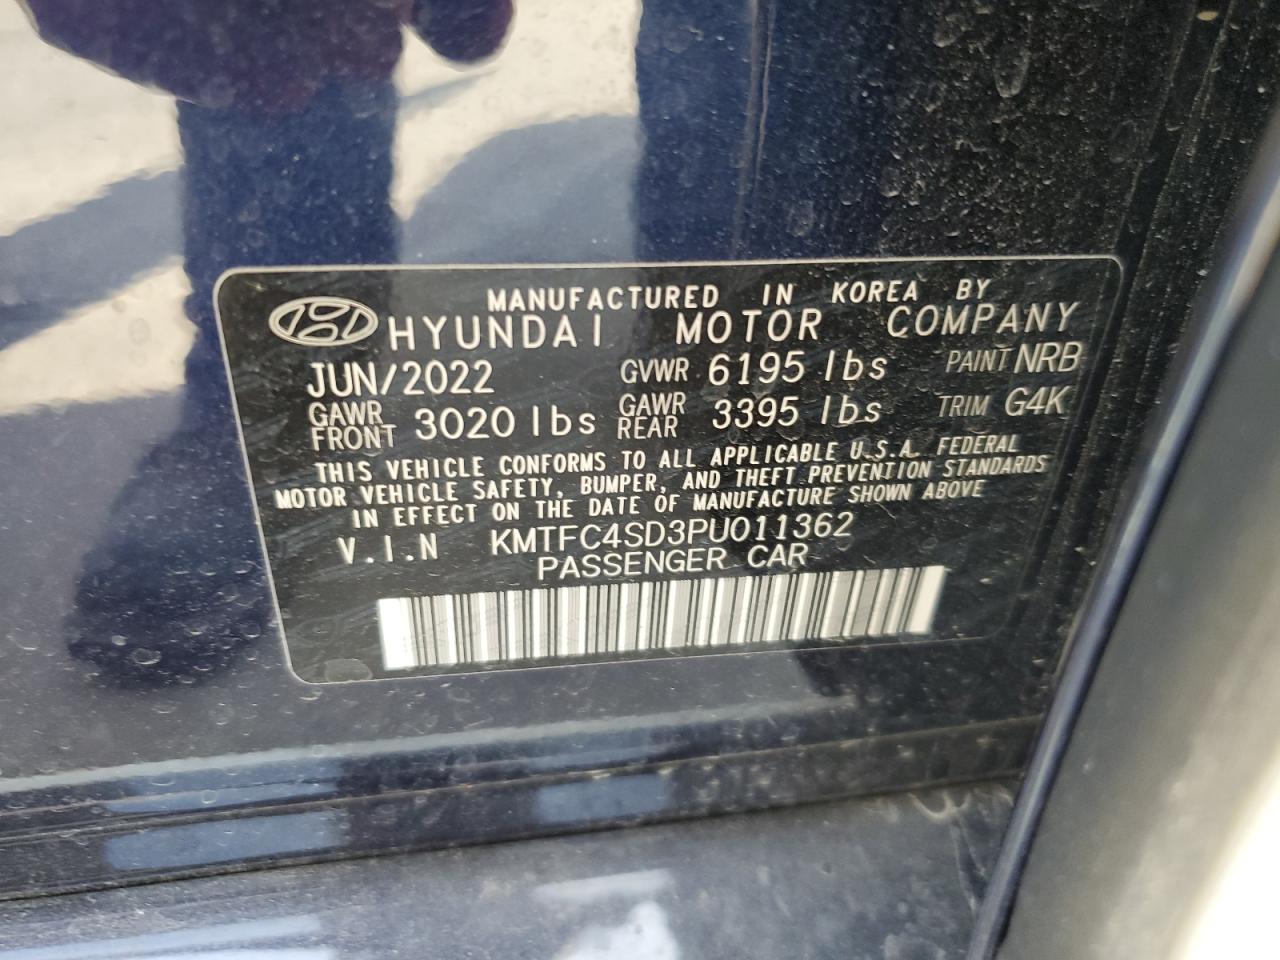 MANUFACTURED IN KOREA BY
HYUNDAI MOTOR COMPANY
JUN/2022 GVWR 6195 lbs PAINT NRB
GAWR FRONT 3020 lbs GAWR REAR 3395 lbs TRIM G4K
THIS VEHICLE CONFORMS TO ALL APPLICABLE U.S.A. FEDERAL
MOTOR VEHICLE SAFETY, BUMPER, AND THEFT PREVENTION STANDARDS
IN EFFECT ON THE DATE OF MANUFACTURE SHOWN ABOVE
V.I.N KMTFC4SD3PU011362
PASSENGER CAR